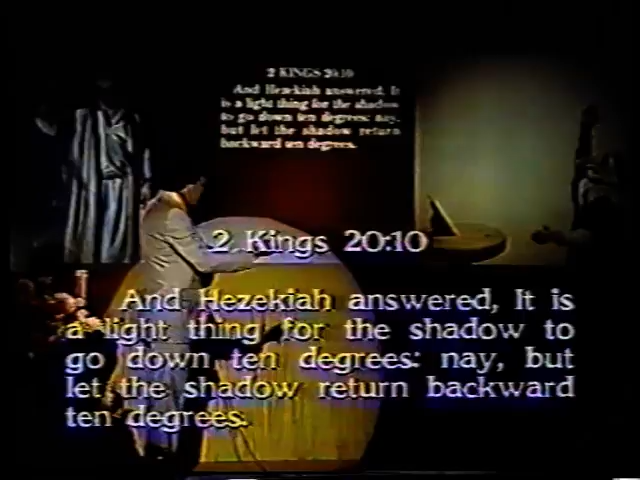 2 KINGS 20:10
And Hezekiah answered, It
is a light thing for the shadow
to go down ten degrees: nay,
but let the shadow return
backward ten degrees.
2 Kings 20:10
And Hezekiah answered, It is
a light thing for the shadow to
go down ten degrees: nay, but
let the shadow return backward
ten degrees.